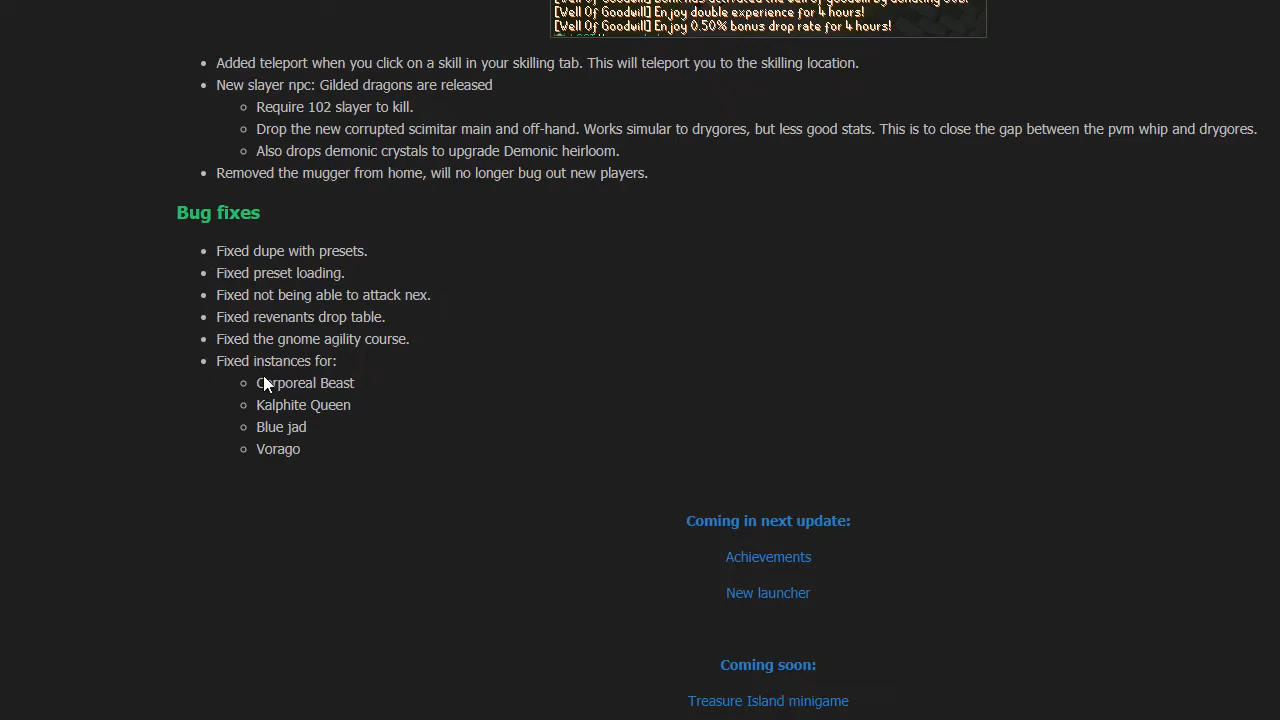 [Well Of Goodwill] Enjoy double experience for 4 hours!
[Well Of Goodwill] Enjoy 0.50% bonus drop rate for 4 hours!
Added teleport when you click on a skill in your skilling tab. This will teleport you to the skilling location.
New slayer npc: Gilded dragons are released
Require 102 slayer to kill.
Drop the new corrupted scimitar main and off-hand. Works simular to drygores, but less good stats. This is to close the gap between the pvm whip and drygores.
Also drops demonic crystals to upgrade Demonic heirloom.
Removed the mugger from home, will no longer bug out new players.
Bug fixes
Fixed dupe with presets.
Fixed preset loading.
Fixed not being able to attack nex.
Fixed revenants drop table.
Fixed the gnome agility course.
Fixed instances for:
Corporeal Beast
Kalphite Queen
Blue jad
Vorago
Coming in next update:
Achievements
New launcher
Coming soon:
Treasure Island minigame